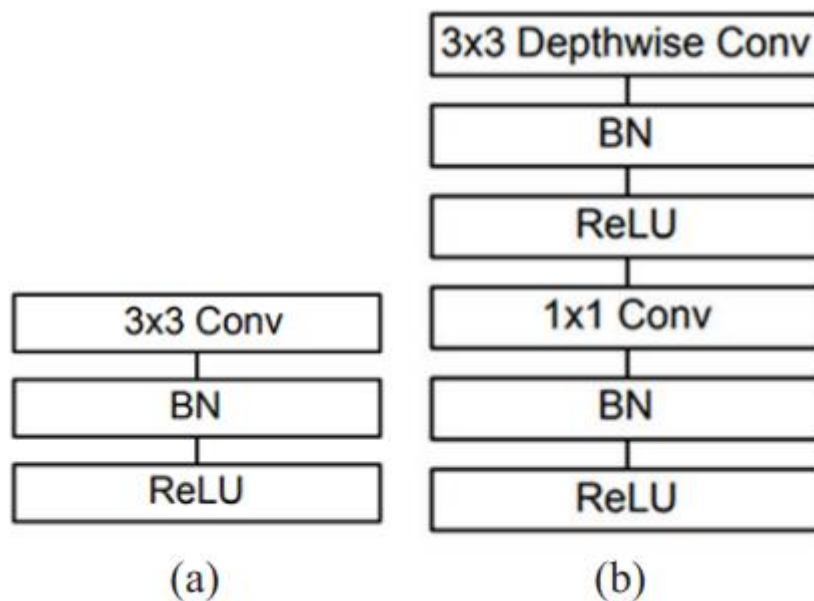 3x3 Conv
BN
ReLU
(a)
3x3 Depthwise Conv
BN
ReLU
1x1 Conv
BN
ReLU
(b)